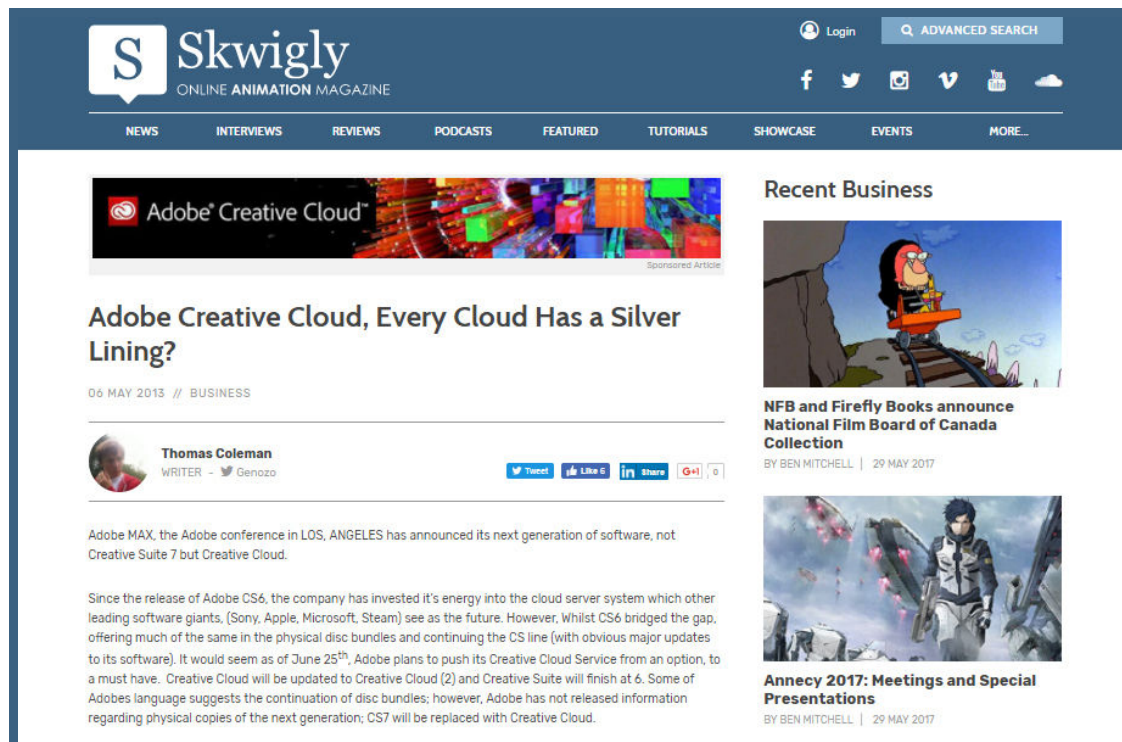 S Skwigly
ONLINE ANIMATION MAGAZINE
Login
ADVANCED SEARCH
NEWS INTERVIEWS REVIEWS PODCASTS FEATURED TUTORIALS SHOWCASE EVENTS MORE...
Adobe® Creative Cloud™
Sponsored Article
Adobe Creative Cloud, Every Cloud Has a Silver
Lining?
06 MAY 2013 // BUSINESS
Thomas Coleman
WRITER - Genozo
Tweet Like 6 in Share G+1 0
Adobe MAX, the Adobe conference in LOS, ANGELES has announced its next generation of software, not
Creative Suite 7 but Creative Cloud.
Since the release of Adobe CS6, the company has invested it's energy into the cloud server system which other
leading software giants, (Sony, Apple, Microsoft, Steam) see as the future. However, Whilst CS6 bridged the gap,
offering much of the same in the physical disc bundles and continuing the CS line (with obvious major updates
to its software). It would seem as of June 25th, Adobe plans to push its Creative Cloud Service from an option, to
a must have. Creative Cloud will be updated to Creative Cloud (2) and Creative Suite will finish at 6. Some of
Adobes language suggests the continuation of disc bundles; however, Adobe has not released information
regarding physical copies of the next generation; CS7 will be replaced with Creative Cloud.
Recent Business
NFB and Firefly Books announce
National Film Board of Canada
Collection
BY BEN MITCHELL | 29 MAY 2017
Annecy 2017: Meetings and Special
Presentations
BY BEN MITCHELL | 29 MAY 2017